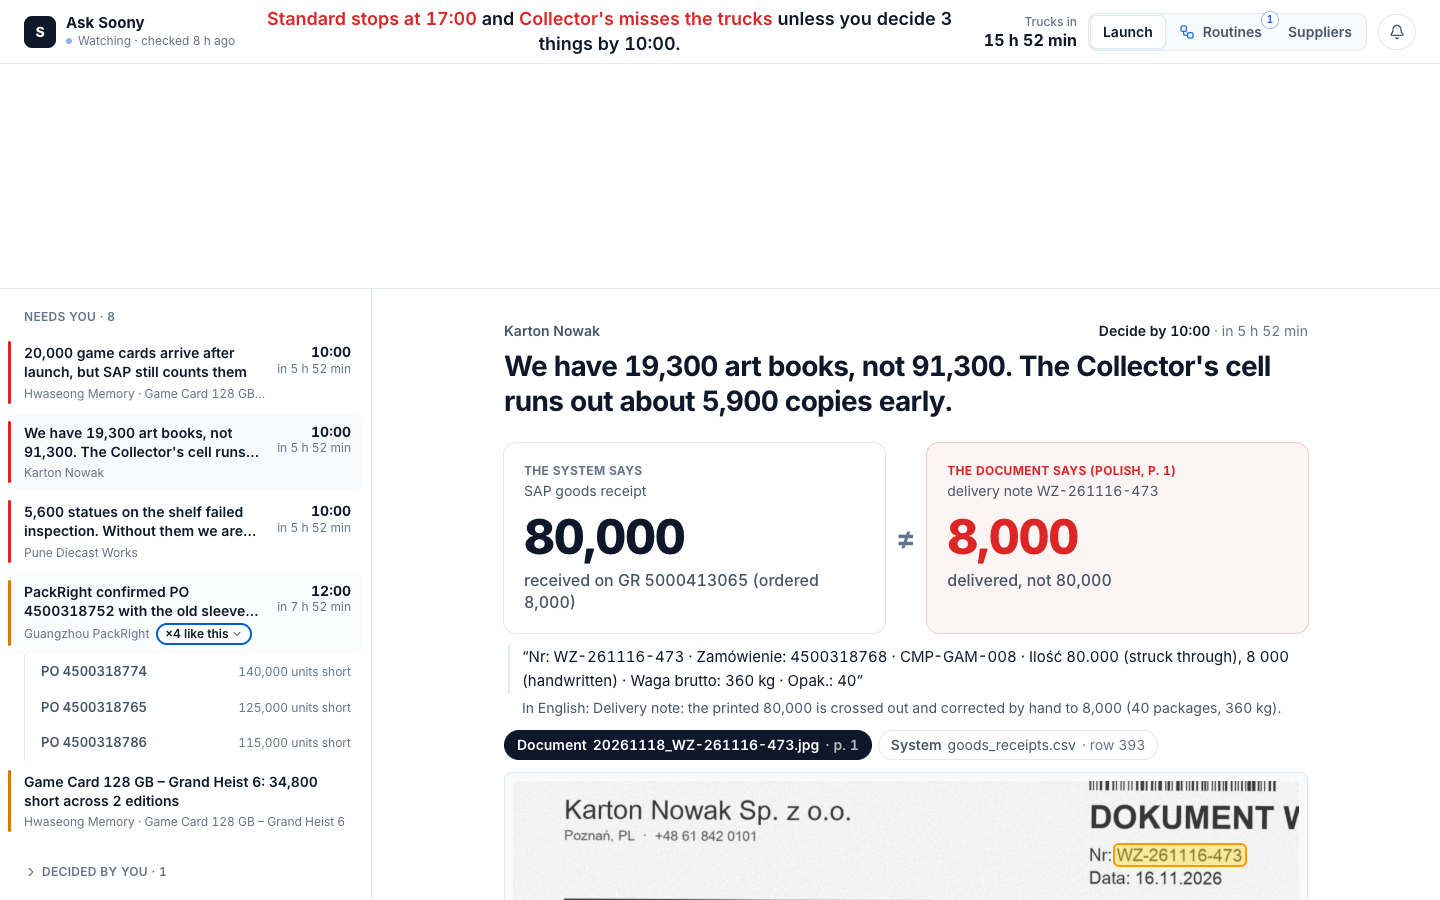 S
Ask Soony
Watching · checked 8 h ago
Standard stops at 17:00 and Collector's misses the trucks unless you decide 3
things by 10:00.
Trucks in
15 h 52 min
Launch
Routines
1
Suppliers
NEEDS YOU · 8
20,000 game cards arrive after
launch, but SAP still counts them
10:00
in 5 h 52 min
Hwaseong Memory · Game Card 128 GB...
We have 19,300 art books, not
91,300. The Collector's cell runs...
10:00
in 5 h 52 min
Karton Nowak
5,600 statues on the shelf failed
inspection. Without them we are...
10:00
in 5 h 52 min
Pune Diecast Works
PackRight confirmed PO
4500318752 with the old sleeve...
12:00
in 7 h 52 min
Guangzhou PackRight
×4 like this
PO 4500318774
140,000 units short
PO 4500318765
125,000 units short
PO 4500318786
115,000 units short
Game Card 128 GB – Grand Heist 6: 34,800
short across 2 editions
Hwaseong Memory · Game Card 128 GB – Grand Heist 6
DECIDED BY YOU · 1
Karton Nowak
Decide by 10:00 · in 5 h 52 min
We have 19,300 art books, not 91,300. The Collector's cell
runs out about 5,900 copies early.
THE SYSTEM SAYS
SAP goods receipt
80,000
received on GR 5000413065 (ordered
8,000)
≠
THE DOCUMENT SAYS (POLISH, P. 1)
delivery note WZ-261116-473
8,000
delivered, not 80,000
“Nr: WZ-261116-473 · Zamówienie: 4500318768 · CMP-GAM-008 · Ilość 80.000 (struck through), 8 000
(handwritten) · Waga brutto: 360 kg · Opak.: 40”
In English: Delivery note: the printed 80,000 is crossed out and corrected by hand to 8,000 (40 packages, 360 kg).
Document 20261118_WZ-261116-473.jpg · p. 1
System goods_receipts.csv · row 393
Karton Nowak Sp. z o.o.
Poznań, PL · +48 61 842 0101
DOKUMENT W
Nr: WZ-261116-473
Data: 16.11.2026